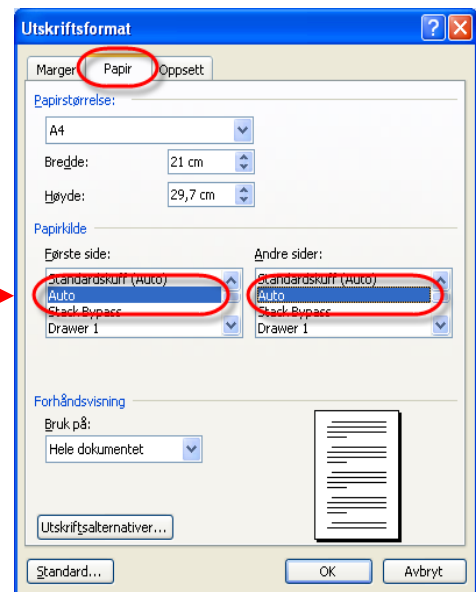 Utskriftsformat
Marger Papir Oppsett
Papirstørrelse:
A4
Bredde: 21 cm
Høyde: 29,7 cm
Papirkilde
Første side: Andre sider:
Standardskuff (Auto) Standardskuff (Auto)
Auto Auto
Stack Bypass Stack Bypass
Drawer 1 Drawer 1
Forhåndsvisning
Bruk på:
Hele dokumentet
Utskriftsalternativer...
Standard... OK Avbryt